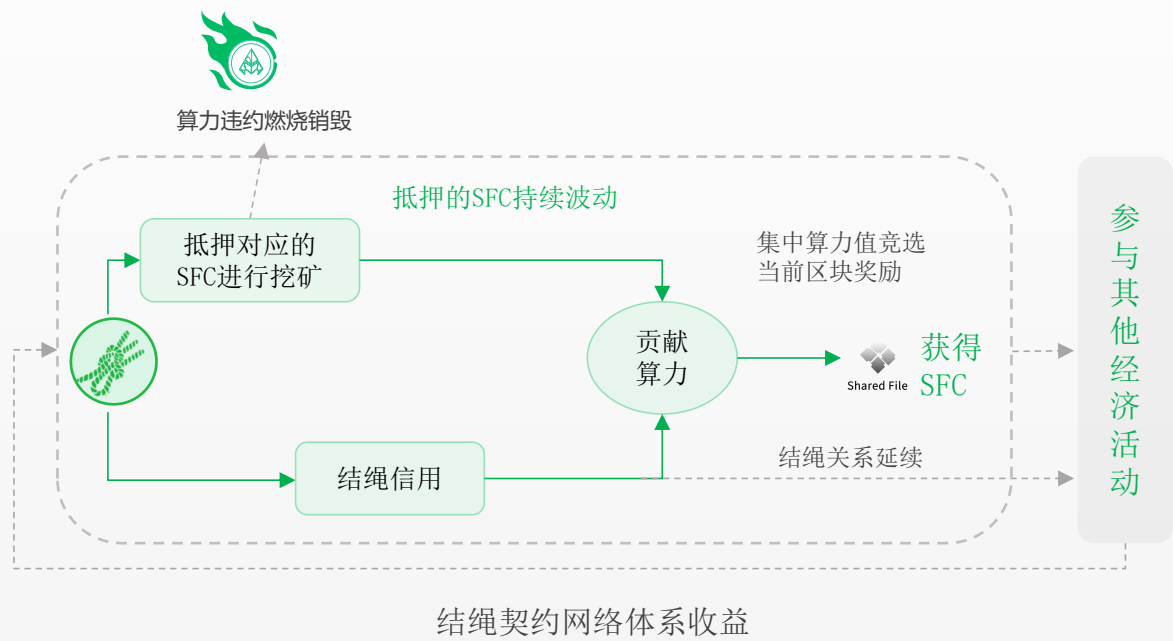 算力违约燃烧销毁
抵押的SFC持续波动
抵押对应的
SFC进行挖矿
集中算力值竞选
当前区块奖励
贡献
算力
Shared File
获得
SFC
结绳信用
结绳关系延续
参与其他经济活动
结绳契约网络体系收益